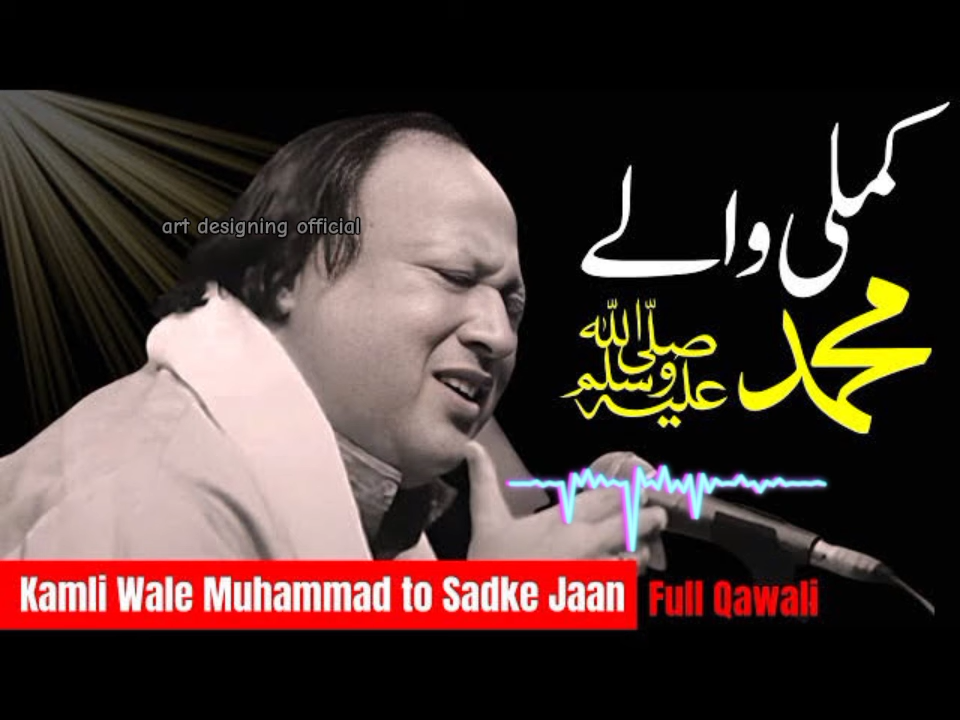 art designing official
کملی والے
محمد صلی اللہ علیہ وسلم
Kamli Wale Muhammad to Sadke Jaan
Full Qawali